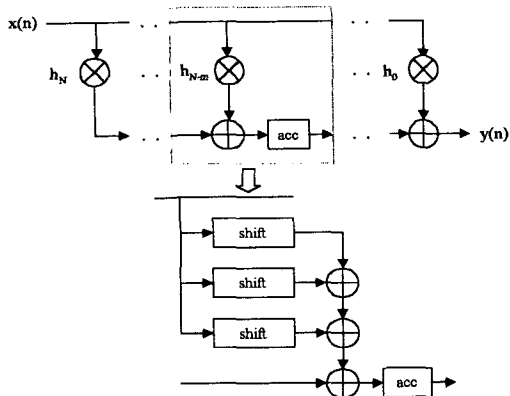 x(n)
h_N
h_{N-m}
h_0
acc
y(n)
shift
shift
shift
acc